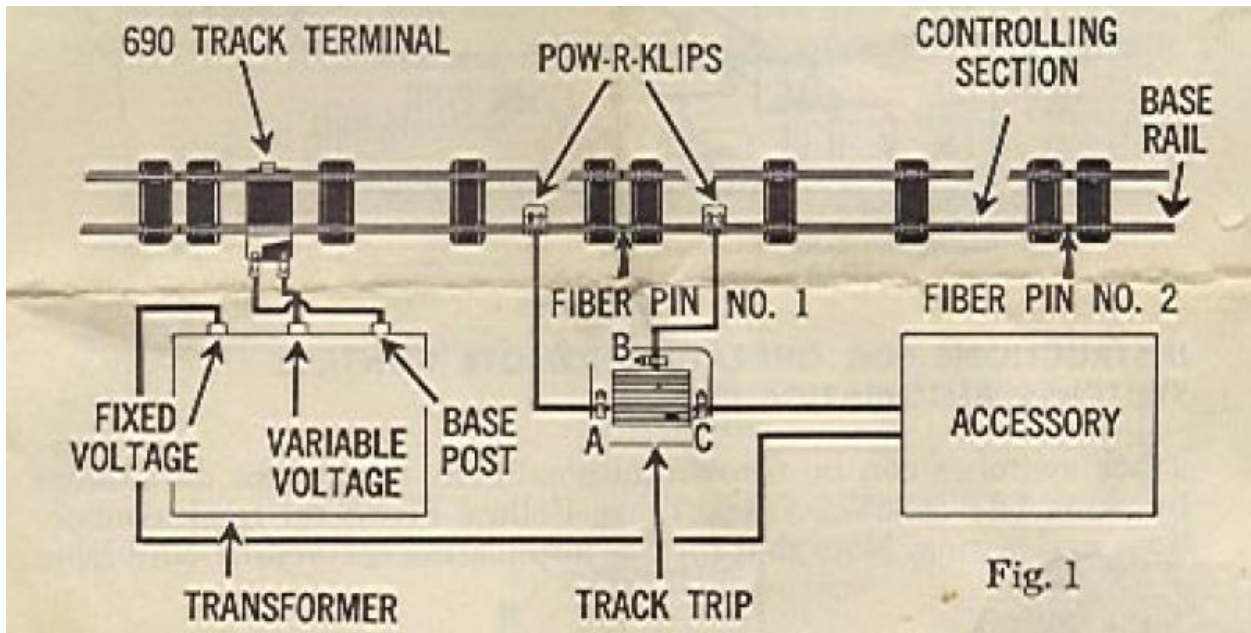 690 TRACK TERMINAL
POW-R-KLIPS
CONTROLLING
SECTION
BASE
RAIL
FIBER PIN NO. 1
FIBER PIN NO. 2
B
A
C
FIXED
VOLTAGE
VARIABLE
VOLTAGE
BASE
POST
ACCESSORY
TRANSFORMER
TRACK TRIP
Fig. 1